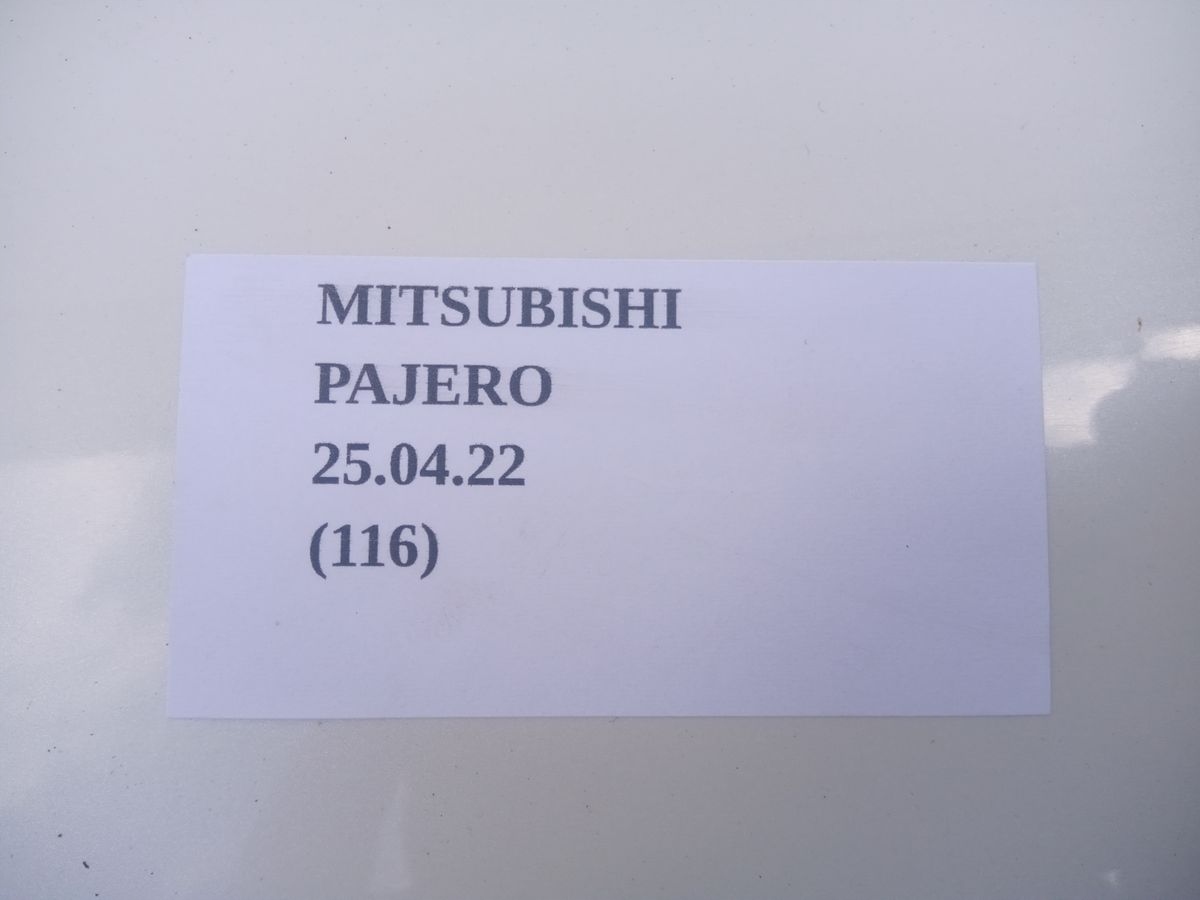 MITSUBISHI
PAJERO
25.04.22
(116)